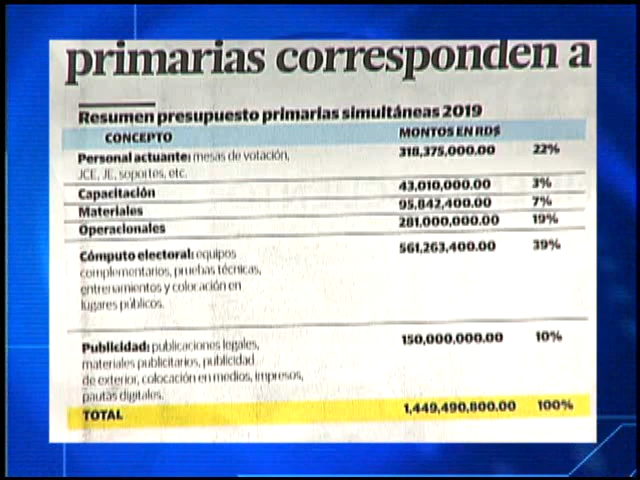 primarias corresponden a
Resumen presupuesto primarias simultáneas 2019
CONCEPTO MONTOS EN RD$
Personal actuante: mesas de votación, 318,375,000.00 22%
JCE, JE, soportes, etc.
Capacitación 43,010,000.00 3%
Materiales 95,842,400.00 7%
Operacionales 281,000,000.00 19%
Cómputo electoral: equipos 561,263,400.00 39%
complementarios, pruebas técnicas,
entrenamientos y colocación en
lugares públicos.
Publicidad: publicaciones legales, 150,000,000.00 10%
materiales publicitarios, publicidad
de exterior, colocación en medios, impresos,
pautas digitales.
TOTAL 1,449,490,800.00 100%